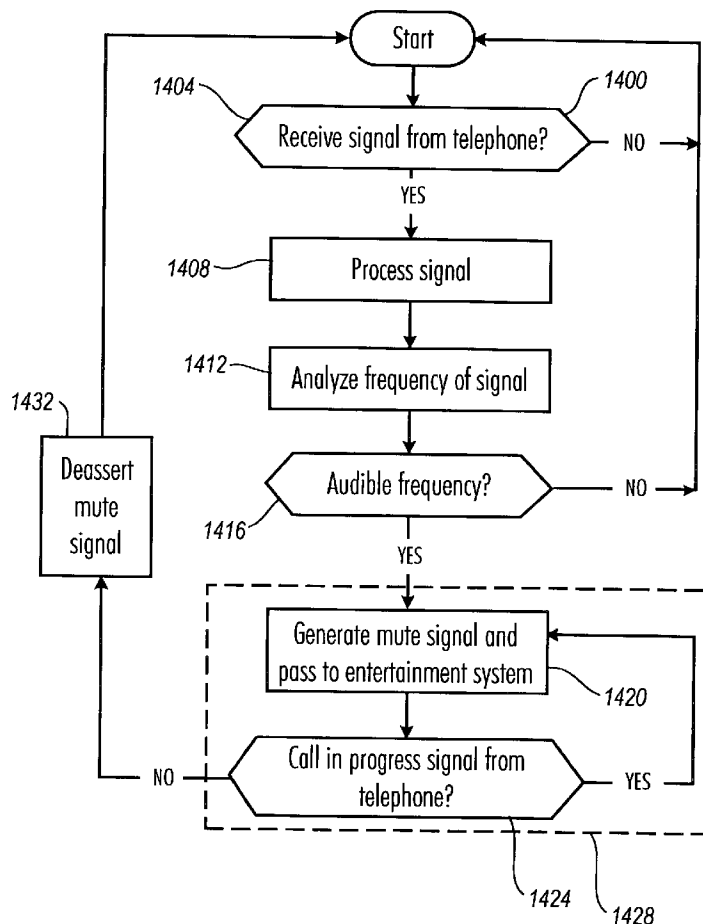 Start
1404
1400
Receive signal from telephone?
NO
YES
1408
Process signal
1412
Analyze frequency of signal
1432
Deassert
mute
signal
Audible frequency?
NO
1416
YES
Generate mute signal and
pass to entertainment system
1420
Call in progress signal from
telephone?
NO
YES
1424
1428